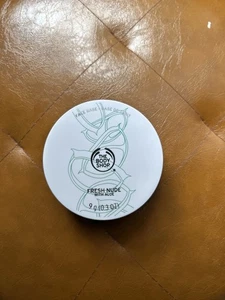 THE
BODY
SHOP
FRESH NUDE
WITH ALOE
9 g (0.3 OZ)